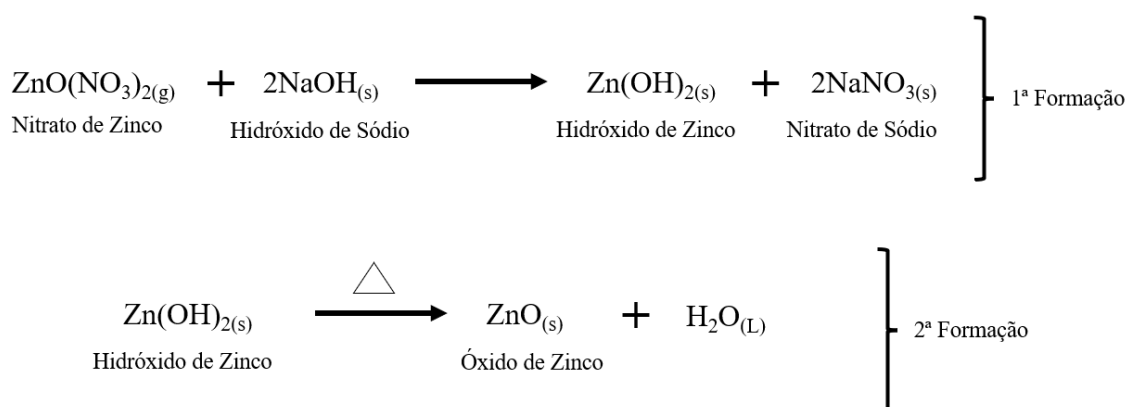 ZnO(NO₃)₂(g) + 2NaOH(s) Zn(OH)₂(s) + 2NaNO₃(s)
Nitrato de Zinco Hidróxido de Sódio Hidróxido de Zinco Nitrato de Sódio
1ª Formação
Zn(OH)₂(s) ZnO(s) + H₂O(L)
Hidróxido de Zinco Óxido de Zinco
2ª Formação